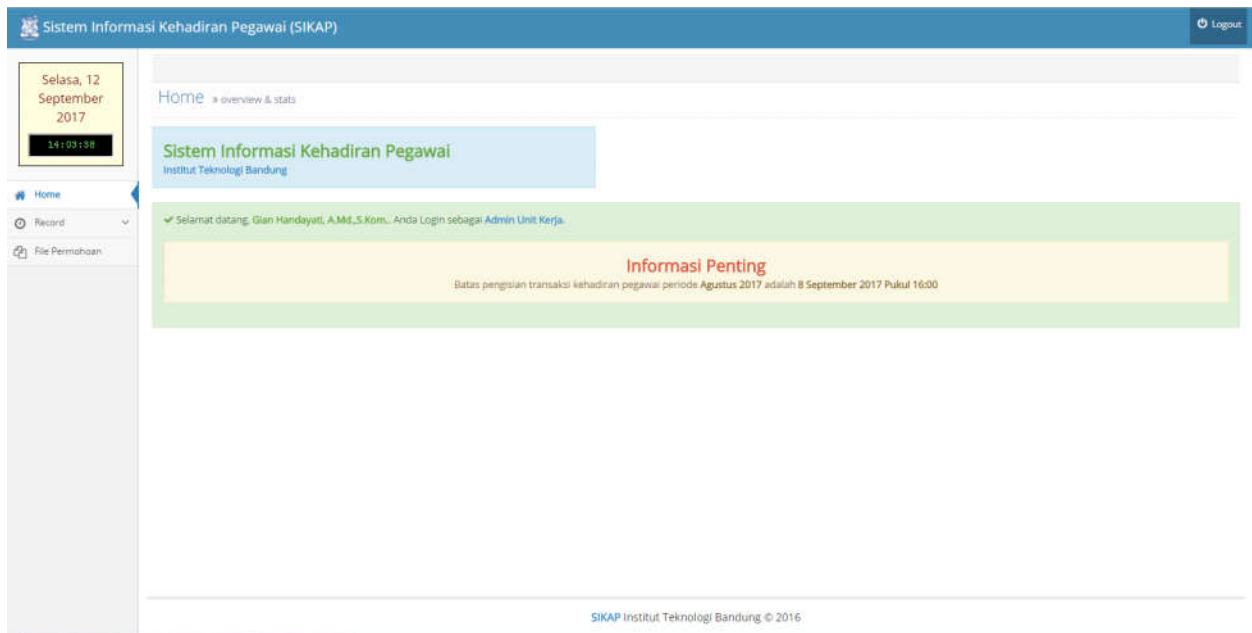 Sistem Informasi Kehadiran Pegawai (SIKAP)
Logout
Selasa, 12
September
2017
14:03:38
Home
Record
File Permohoan
Home » overview & stats
Sistem Informasi Kehadiran Pegawai
Institut Teknologi Bandung
Selamat datang, Gian Handayati, A.Md.,S.Kom., Anda Login sebagai Admin Unit Kerja.
Informasi Penting
Batas pengisian transaksi kehadiran pegawai periode Agustus 2017 adalah 8 September 2017 Pukul 16:00
SIKAP Institut Teknologi Bandung © 2016